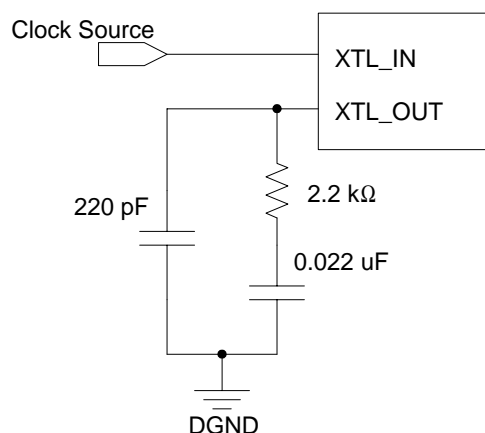 Clock Source
XTL_IN
XTL_OUT
220 pF
2.2 kΩ
0.022 uF
DGND